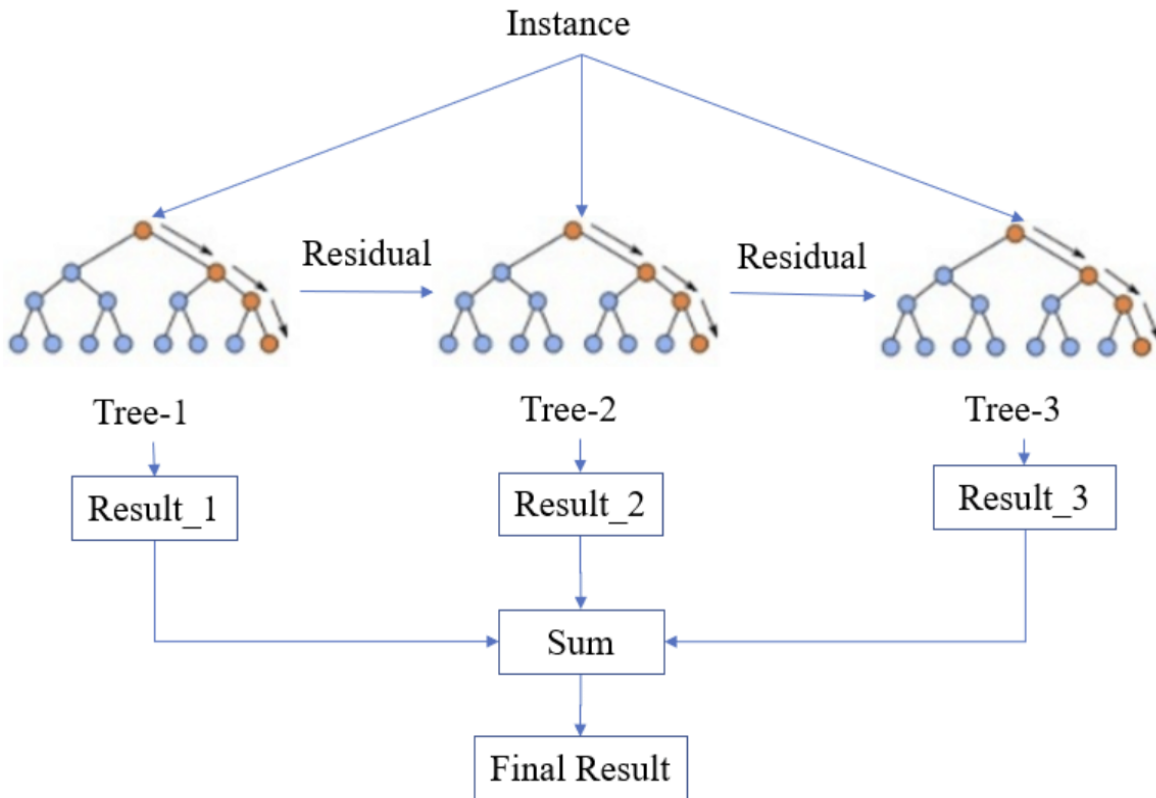 Instance
Residual
Residual
Tree-1
Tree-2
Tree-3
Result_1
Result_2
Result_3
Sum
Final Result